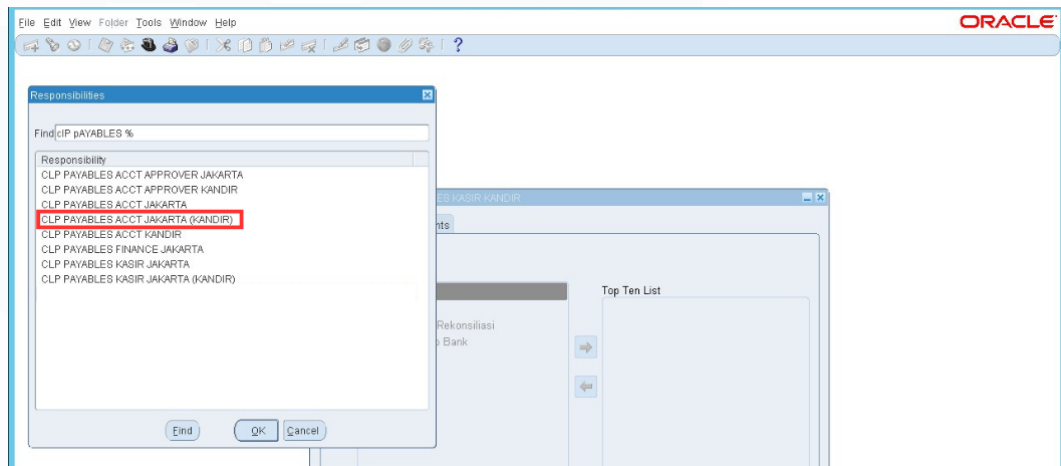 File Edit View Folder Tools Window Help
ORACLE
Responsibilities
Find clP pAYABLES %
Responsibility
CLP PAYABLES ACCT APPROVER JAKARTA
CLP PAYABLES ACCT APPROVER KANDIR
CLP PAYABLES ACCT JAKARTA
CLP PAYABLES ACCT JAKARTA (KANDIR)
CLP PAYABLES ACCT KANDIR
CLP PAYABLES FINANCE JAKARTA
CLP PAYABLES KASIR JAKARTA
CLP PAYABLES KASIR JAKARTA (KANDIR)
Find OK Cancel
ES KASIR KANDIR
nts
Top Ten List
Rekonsiliasi
Bank